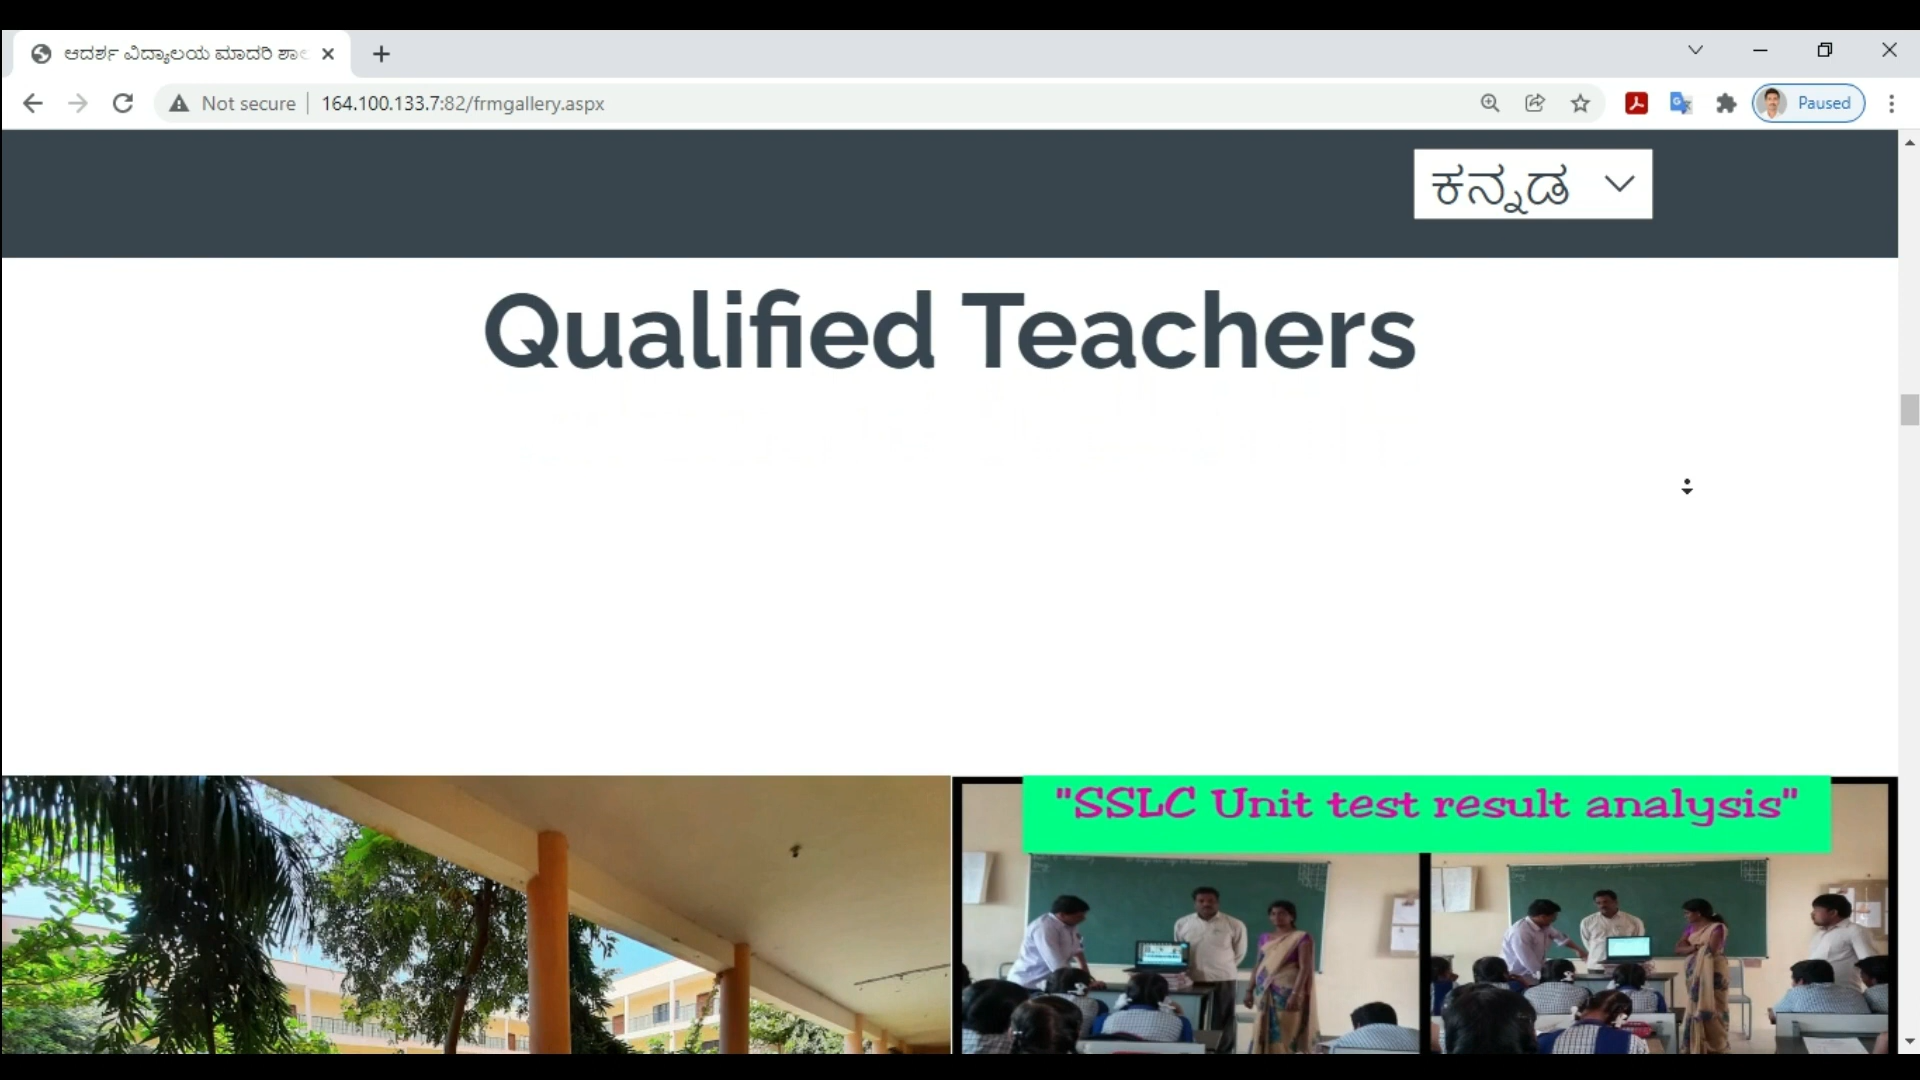 ಆದರ್ಶ ವಿದ್ಯಾಲಯ ಮಾದರಿ
Not secure
164.100.133.7:82/frmgallery.aspx
Paused
ಕನ್ನಡ
Qualified Teachers
"SSLC Unit test result analysis"